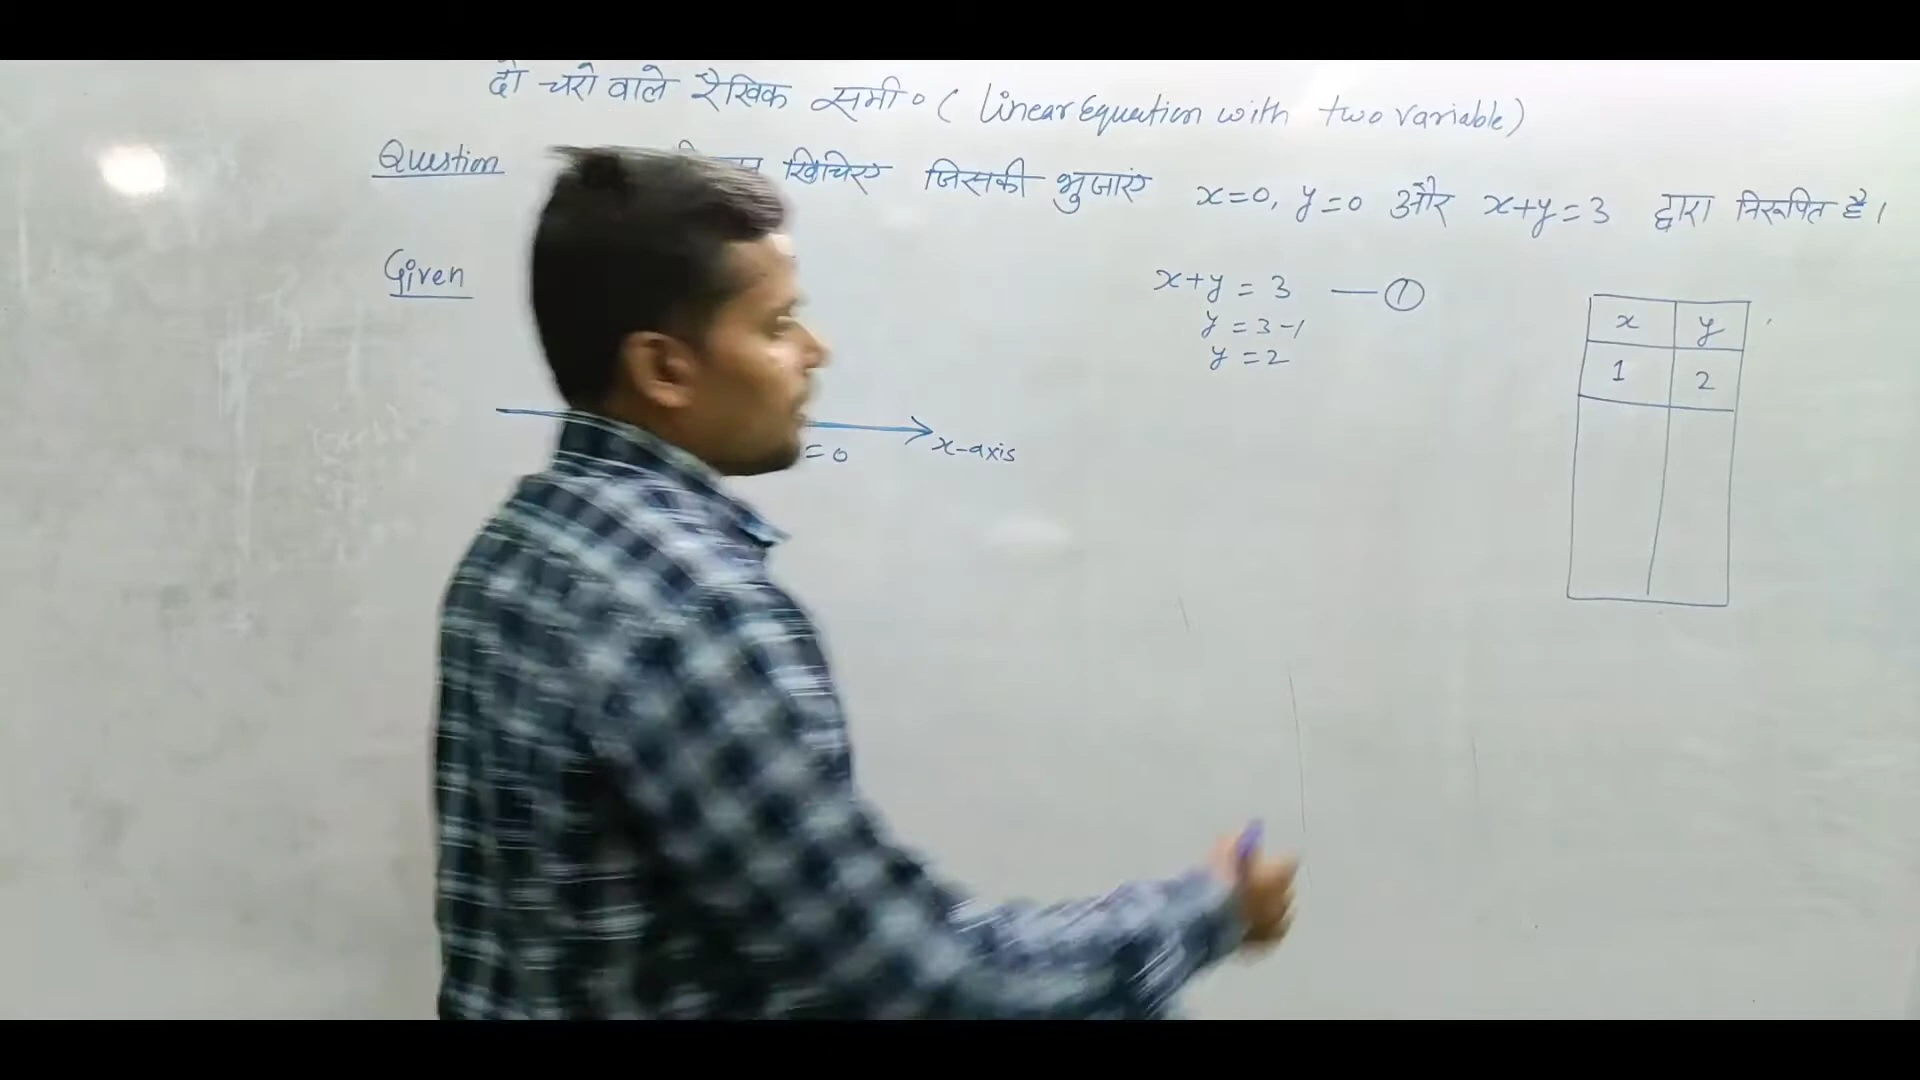 दो चरो वाले रैखिक समी॰ ( Linear Equation with two variable)
Question खिचिए जिसकी भुजाएं x=0, y=0 और x+y=3 द्वारा निरूपित है।
Given
x+y = 3 — ①
y = 3-1
y = 2
x y
1 2
= 0 x-axis